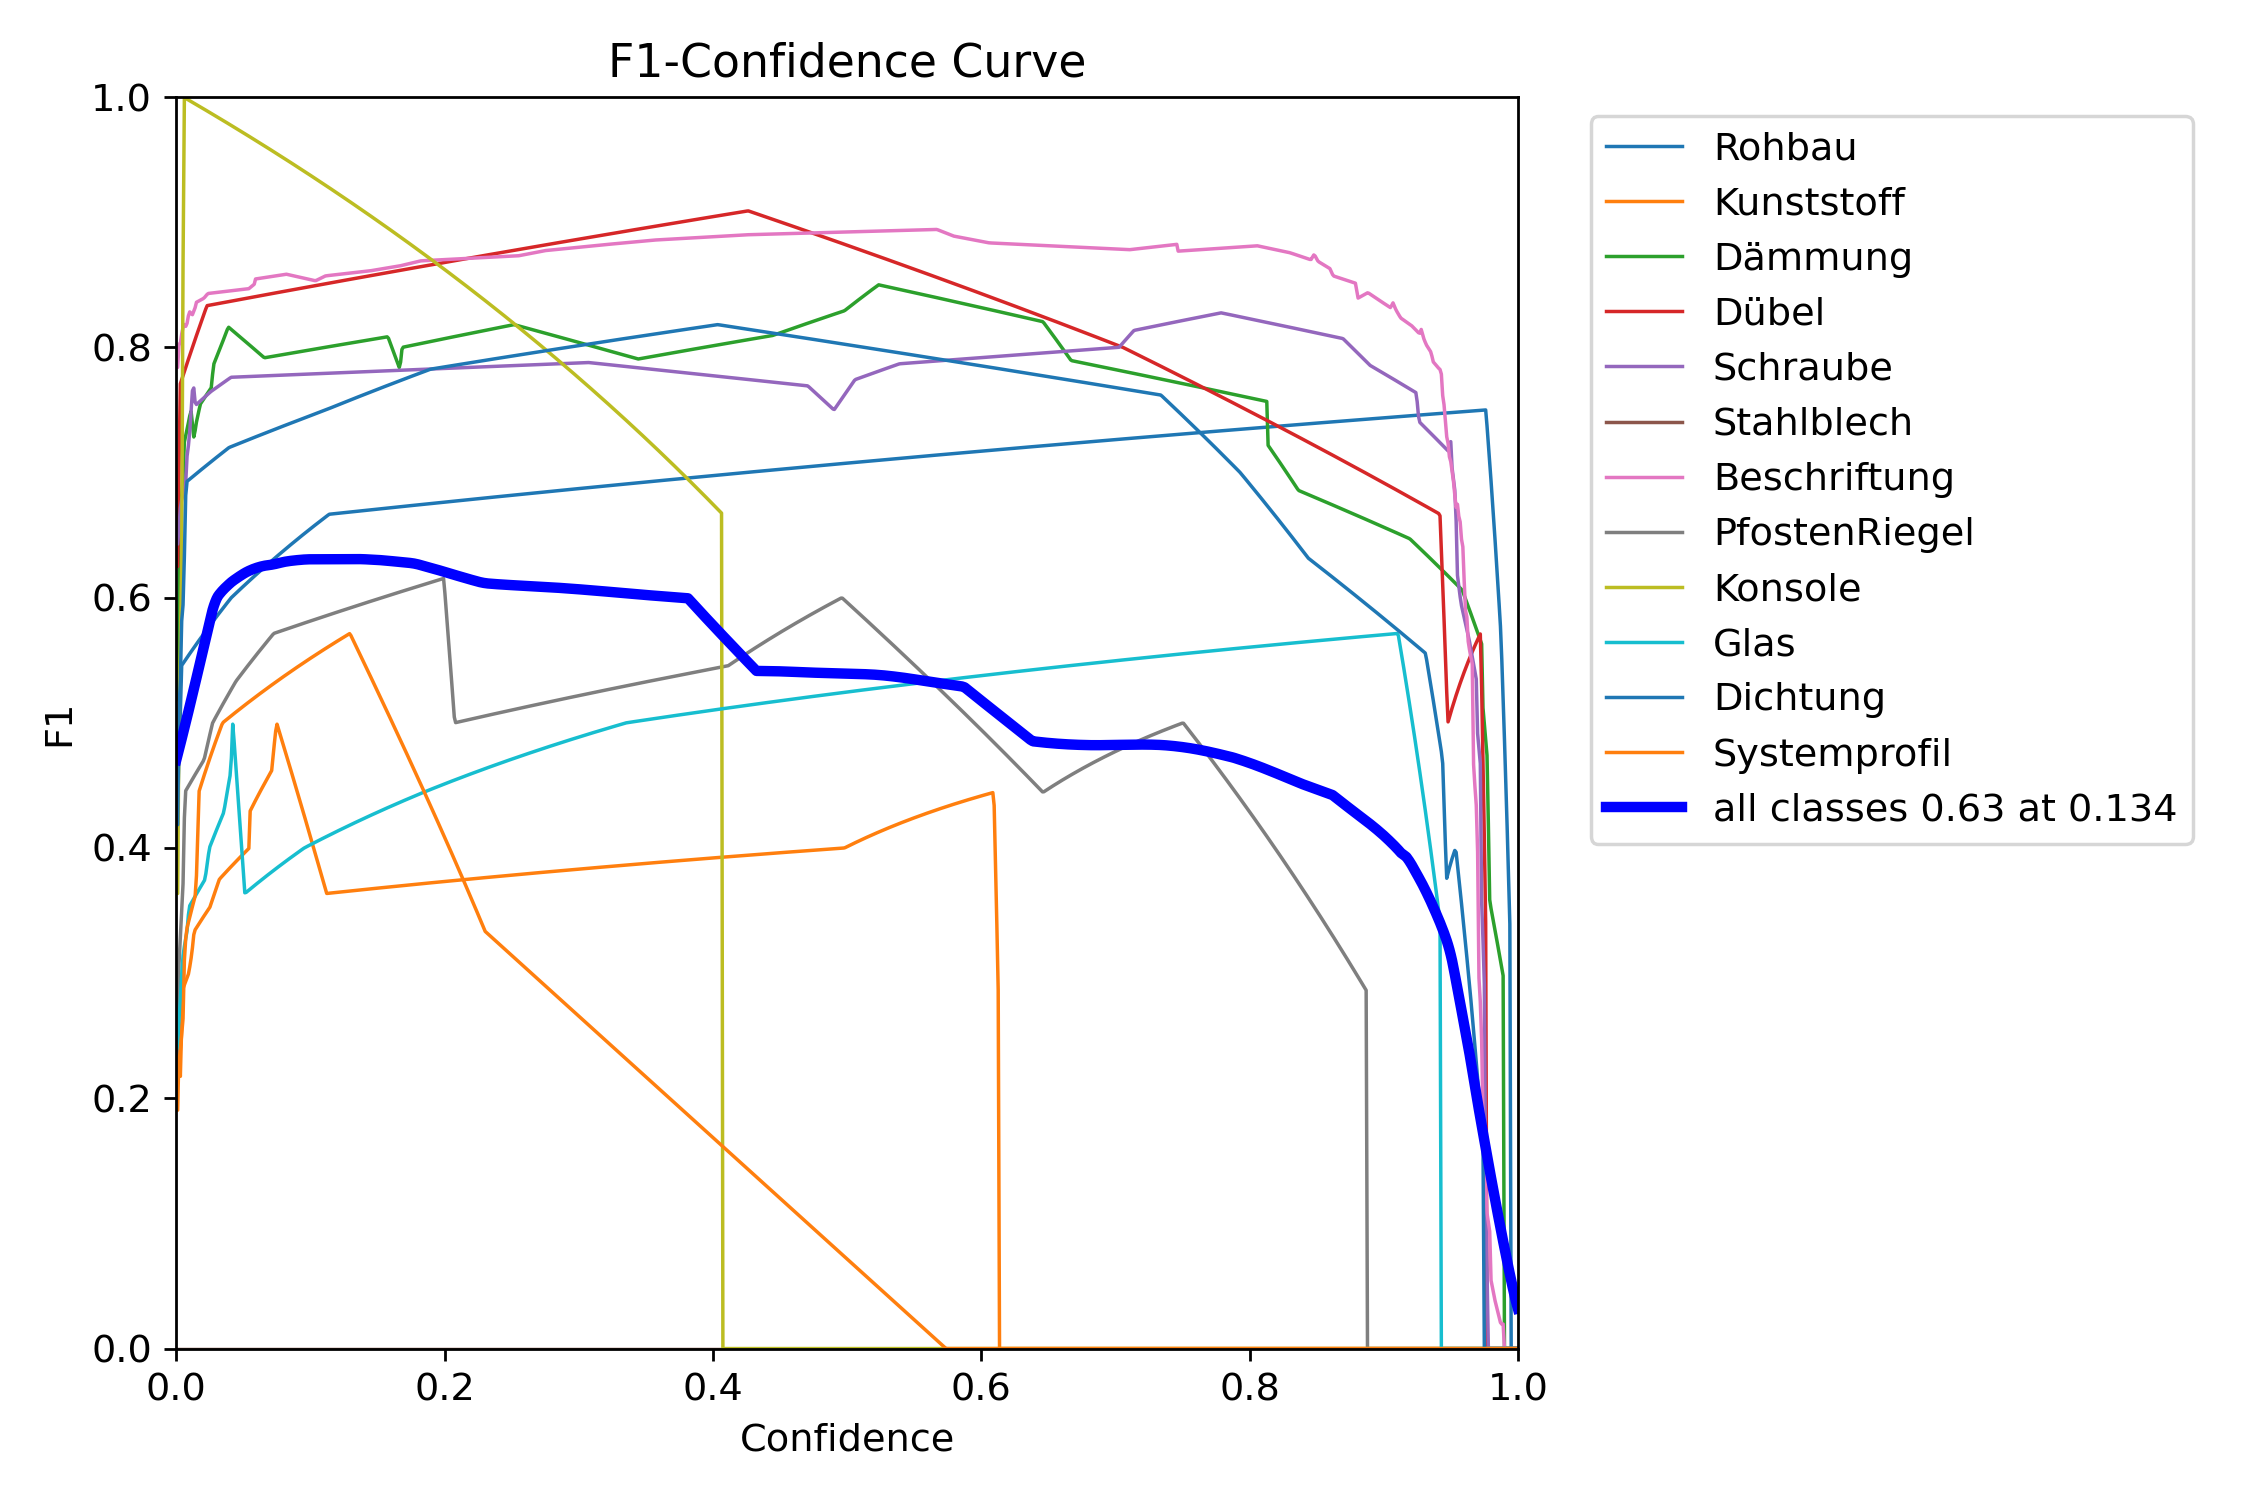 F1-Confidence Curve
1.0
0.8
0.6
0.4
0.2
0.0
F1
0.0 0.2 0.4 0.6 0.8 1.0
Confidence
Rohbau
Kunststoff
Dämmung
Dübel
Schraube
Stahlblech
Beschriftung
PfostenRiegel
Konsole
Glas
Dichtung
Systemprofil
all classes 0.63 at 0.134